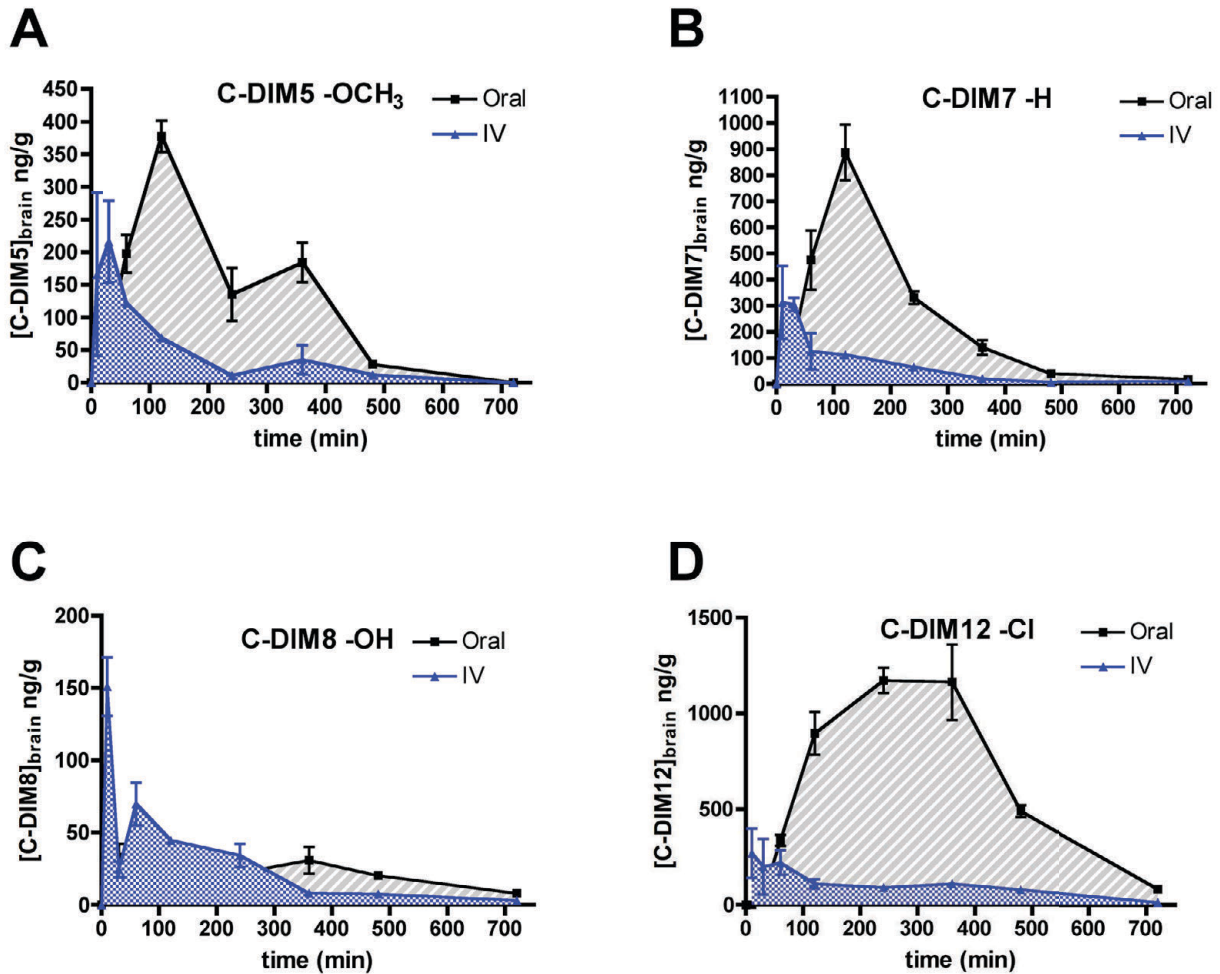 A
C-DIM5 -OCH₃
Oral
IV
[C-DIM5]brain ng/g
450
400
350
300
250
200
150
100
50
0
0 100 200 300 400 500 600 700
time (min)
B
C-DIM7 -H
Oral
IV
[C-DIM7]brain ng/g
1100
1000
900
800
700
600
500
400
300
200
100
0
0 100 200 300 400 500 600 700
time (min)
C
C-DIM8 -OH
Oral
IV
[C-DIM8]brain ng/g
200
150
100
50
0
0 100 200 300 400 500 600 700
time (min)
D
C-DIM12 -Cl
Oral
IV
[C-DIM12]brain ng/g
1500
1000
500
0
0 100 200 300 400 500 600 700
time (min)